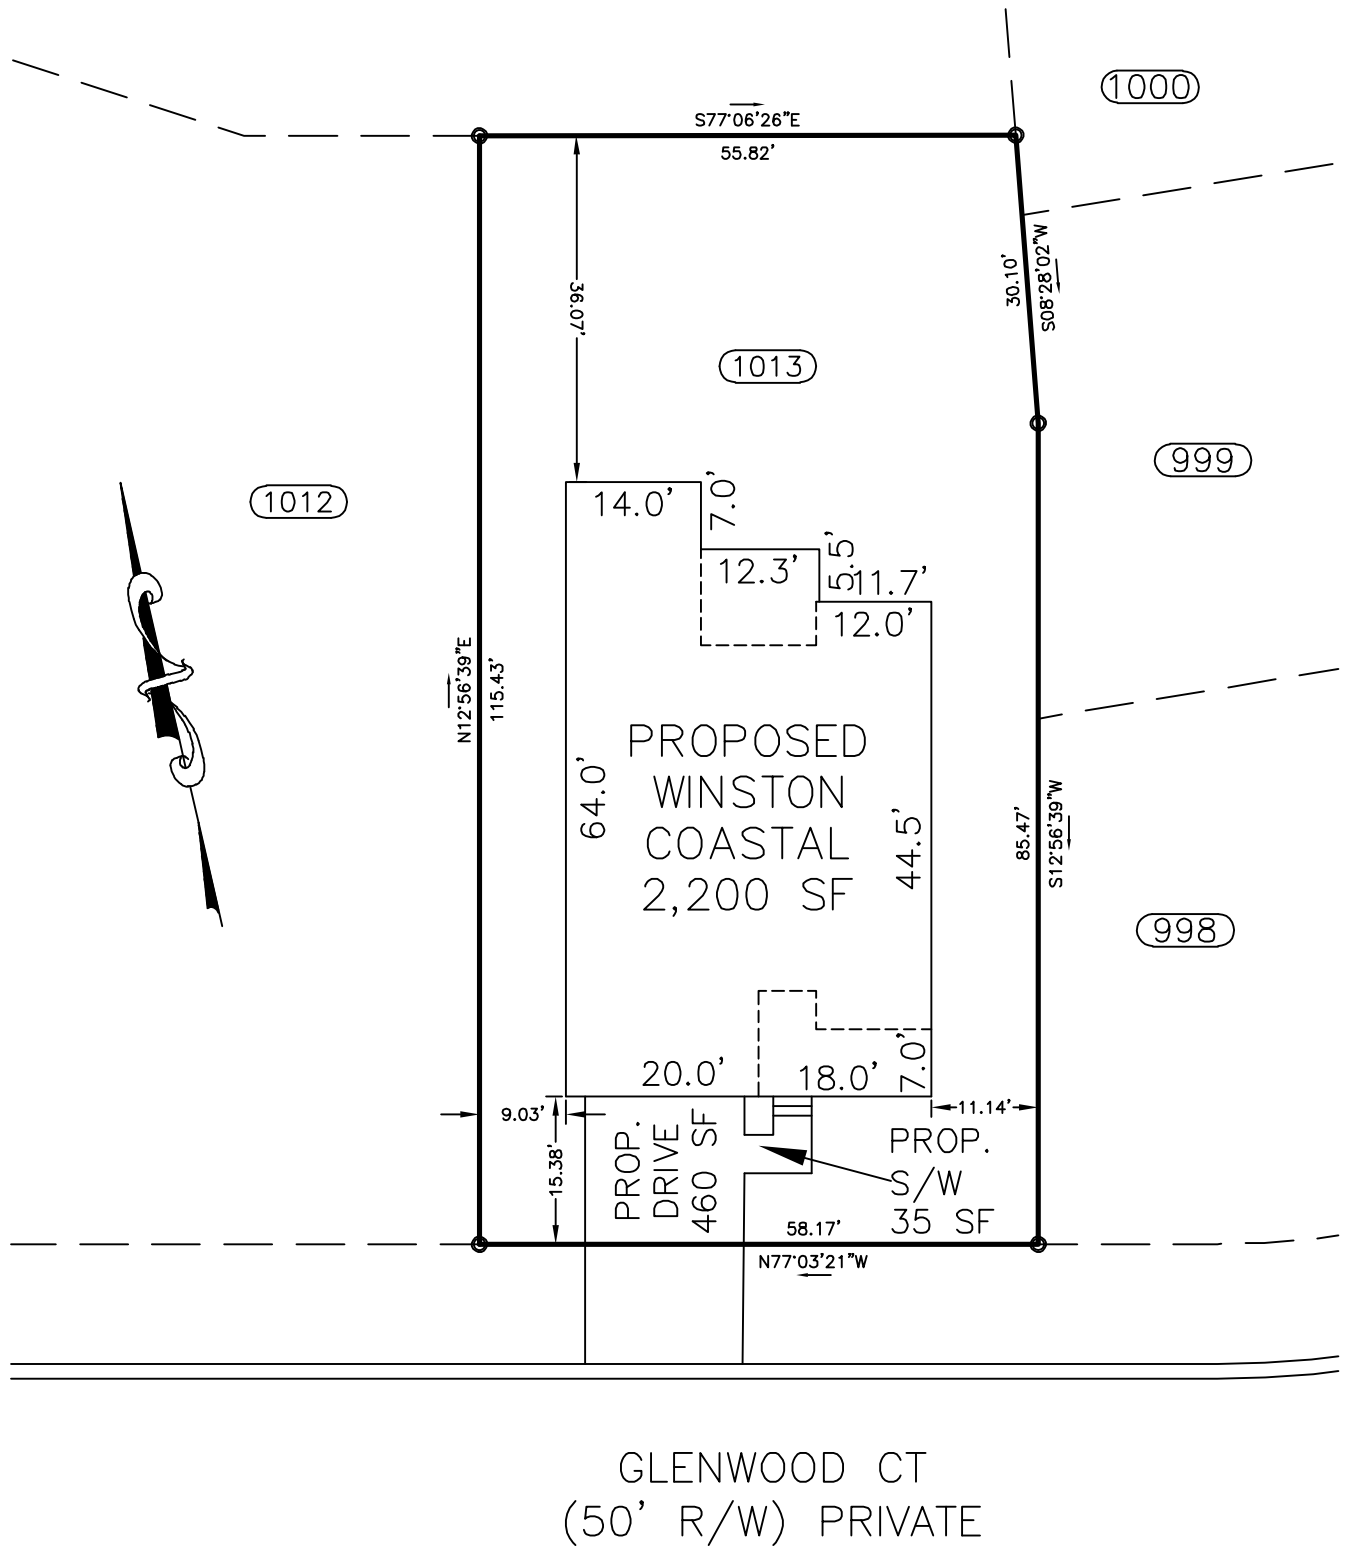 1000
S77°06'26"E
55.82'
30.10'
S08°28'02"W
36.07'
1013
999
1012
14.0'
7.0'
12.3'
5.5'
11.7'
12.0'
N12°56'39"E
115.43'
PROPOSED
WINSTON
COASTAL
2,200 SF
64.0'
44.5'
85.47'
S12°56'39"W
998
20.0'
18.0'
7.0'
9.03'
11.14'
15.38'
PROP.
DRIVE
460 SF
PROP.
S/W
35 SF
58.17'
N77°03'21"W
GLENWOOD CT
(50' R/W) PRIVATE